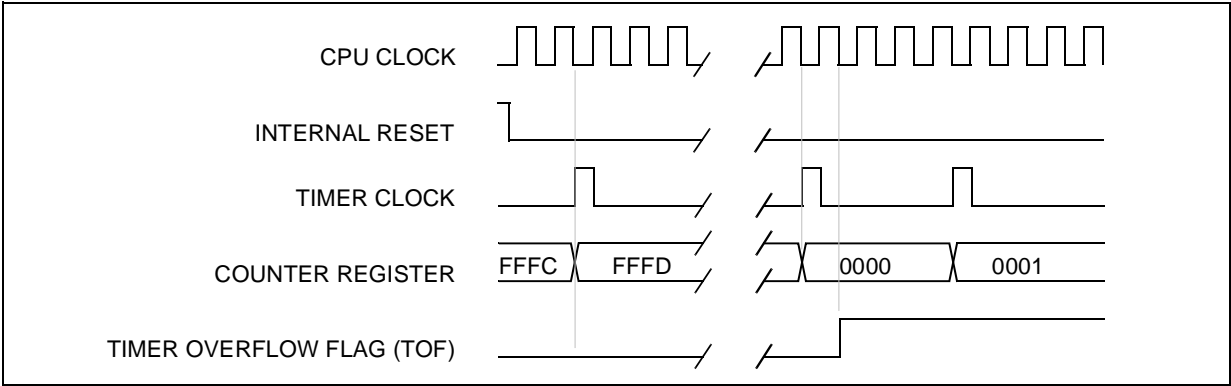 CPU CLOCK
INTERNAL RESET
TIMER CLOCK
COUNTER REGISTER FFFC FFFD 0000 0001
TIMER OVERFLOW FLAG (TOF)